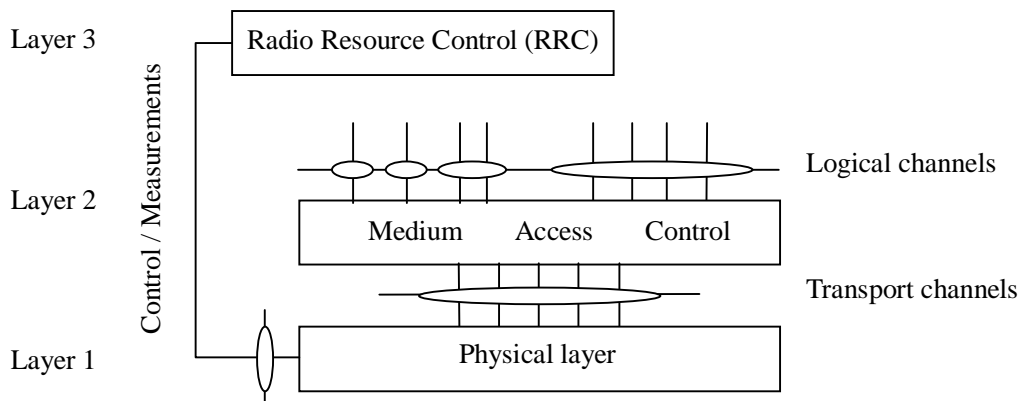 Layer 3
Radio Resource Control (RRC)
Control / Measurements
Logical channels
Layer 2
Medium Access Control
Transport channels
Layer 1
Physical layer